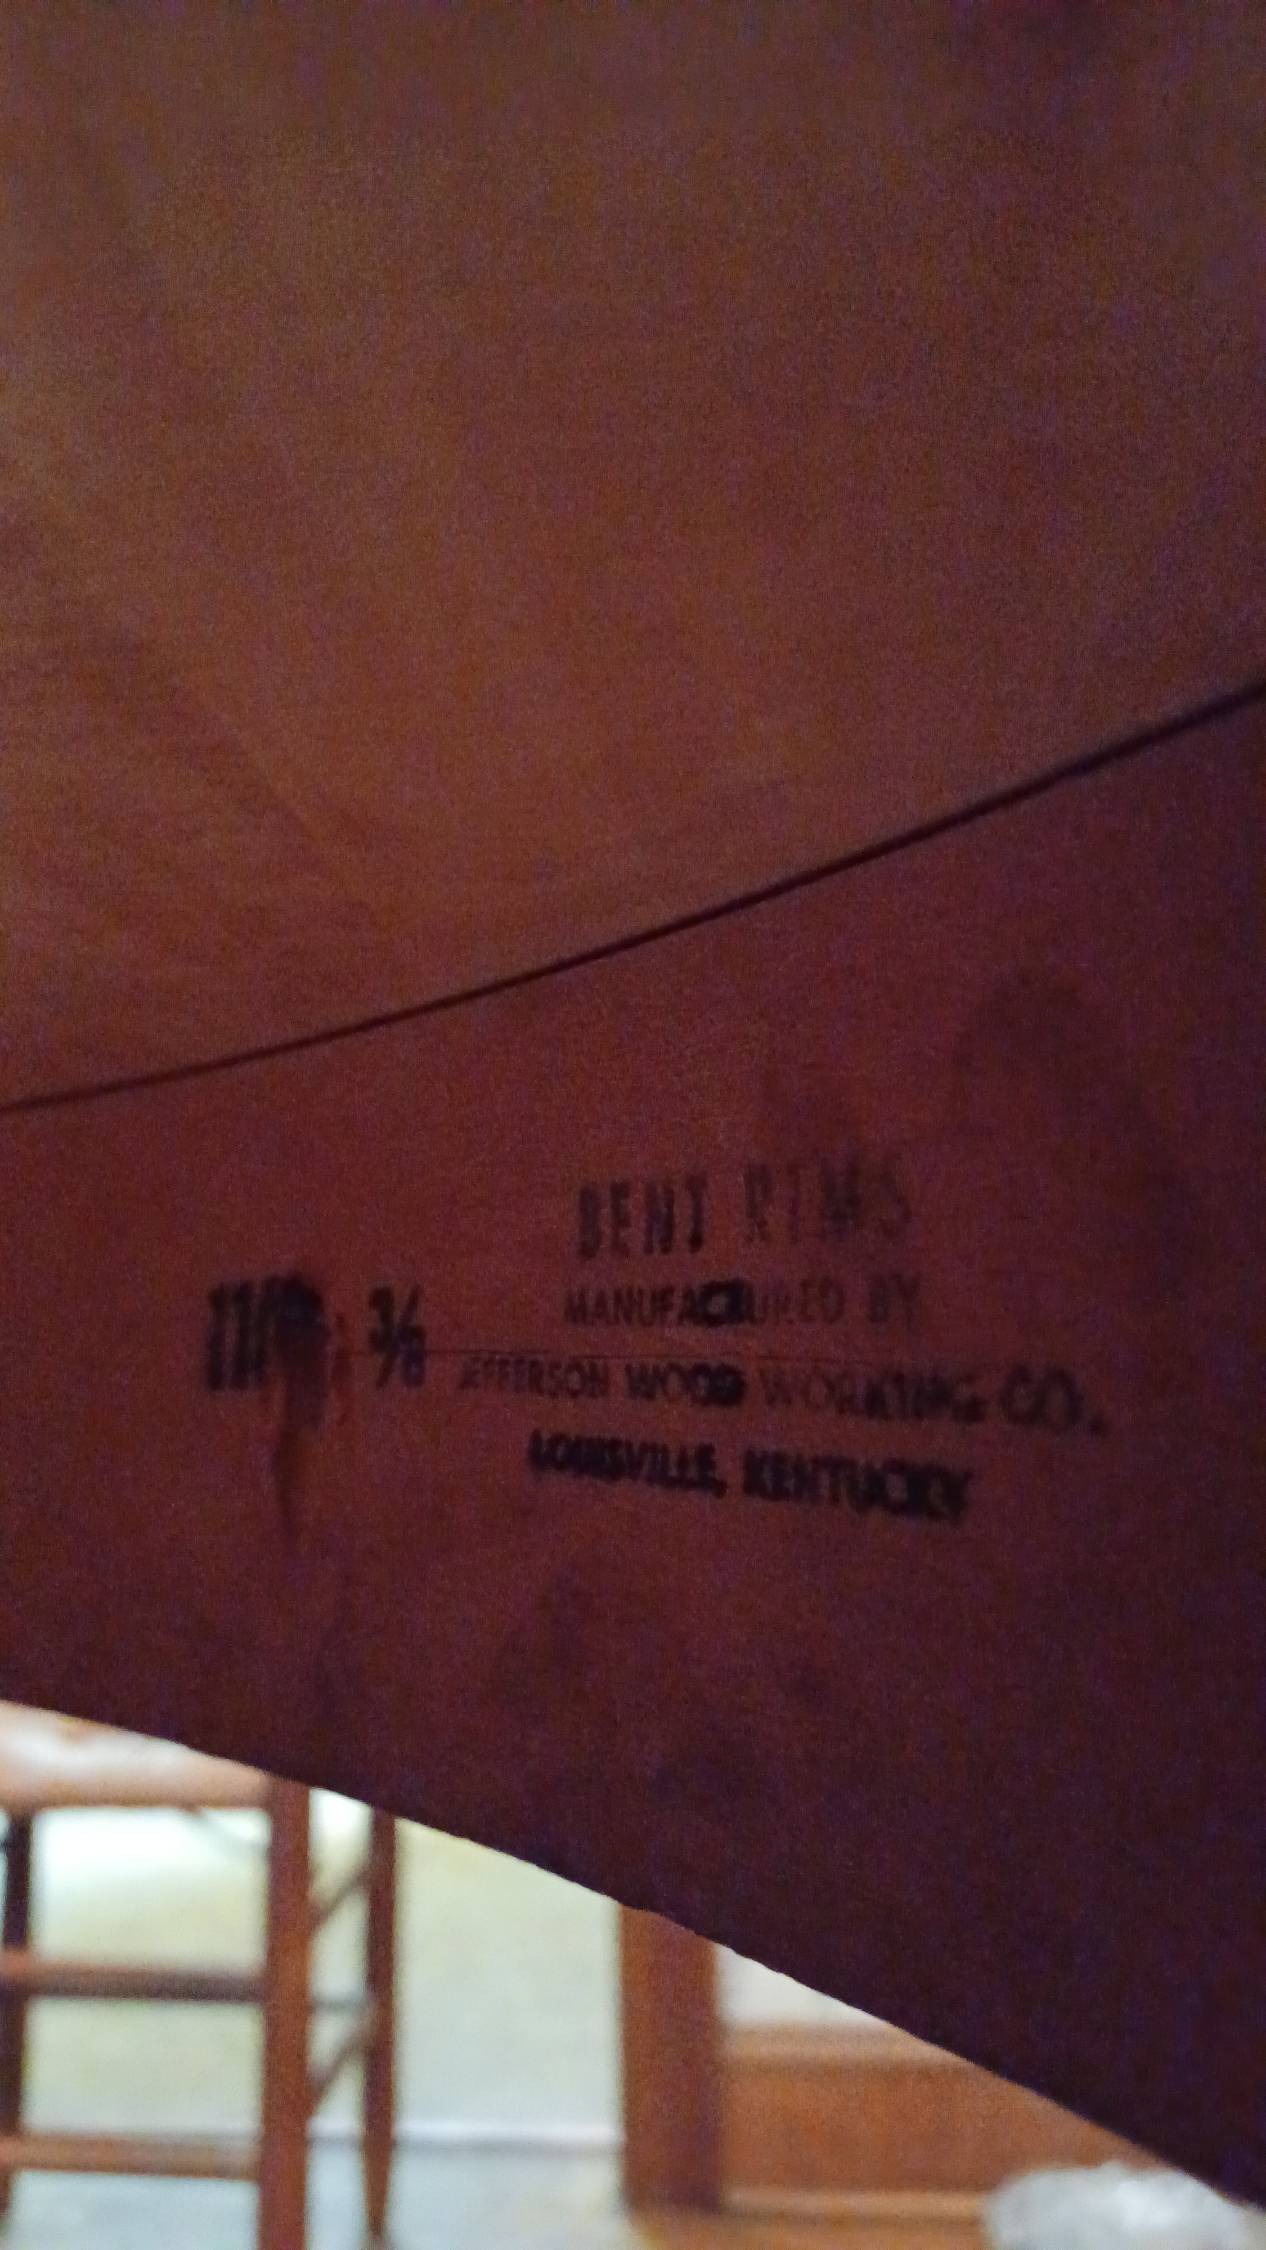 BENT RIMS
MANUFACTURED BY
3/8
JEFFERSON WOOD WORKING CO.
LOUISVILLE, KENTUCKY